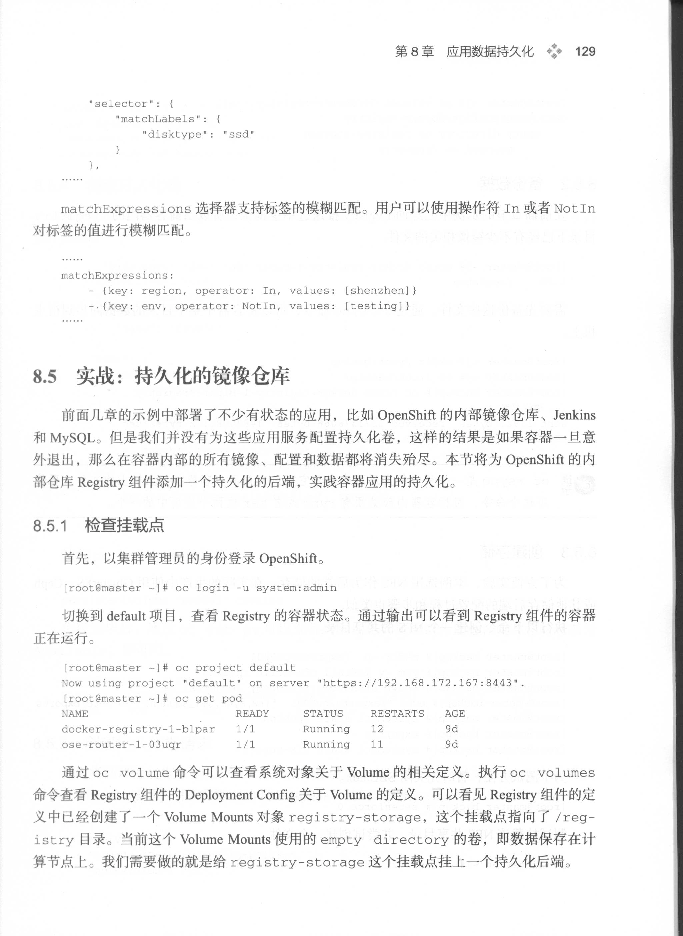 第 8 章 应用数据持久化 129
"selector": {
"matchLabels": {
"disktype": "ssd"
}
},
......
matchExpressions 选择器支持标签的模糊匹配。用户可以使用操作符 In 或者 NotIn
对标签的值进行模糊匹配。
......
matchExpressions:
- {key: region, operator: In, values: [shenzhen]}
- {key: env, operator: NotIn, values: [testing]}
......
8.5 实战：持久化的镜像仓库
前面几章的示例中部署了不少有状态的应用，比如 OpenShift 的内部镜像仓库、Jenkins
和 MySQL。但是我们并没有为这些应用服务配置持久化卷，这样的结果是如果容器一旦意
外退出，那么在容器内部的所有镜像、配置和数据都将消失殆尽。本节将为 OpenShift 的内
部仓库 Registry 组件添加一个持久化的后端，实践容器应用的持久化。
8.5.1 检查挂载点
首先，以集群管理员的身份登录 OpenShift。
[root@master ~]# oc login -u system:admin
切换到 default 项目，查看 Registry 的容器状态。通过输出可以看到 Registry 组件的容器
正在运行。
[root@master ~]# oc project default
Now using project "default" on server "https://192.168.172.167:8443".
[root@master ~]# oc get pod
NAME READY STATUS RESTARTS AGE
docker-registry-1-b1par 1/1 Running 12 9d
ose-router-1-03uqr 1/1 Running 11 9d
通过 oc volume 命令可以查看系统对象关于 Volume 的相关定义。执行 oc volumes
命令查看 Registry 组件的 Deployment Config 关于 Volume 的定义。可以看见 Registry 组件的定
义中已经创建了一个 Volume Mounts 对象 registry-storage，这个挂载点指向了 /reg-
istry 目录。当前这个 Volume Mounts 使用的 empty directory 的卷，即数据保存在计
算节点上。我们需要做的就是给 registry-storage 这个挂载点挂上一个持久化后端。